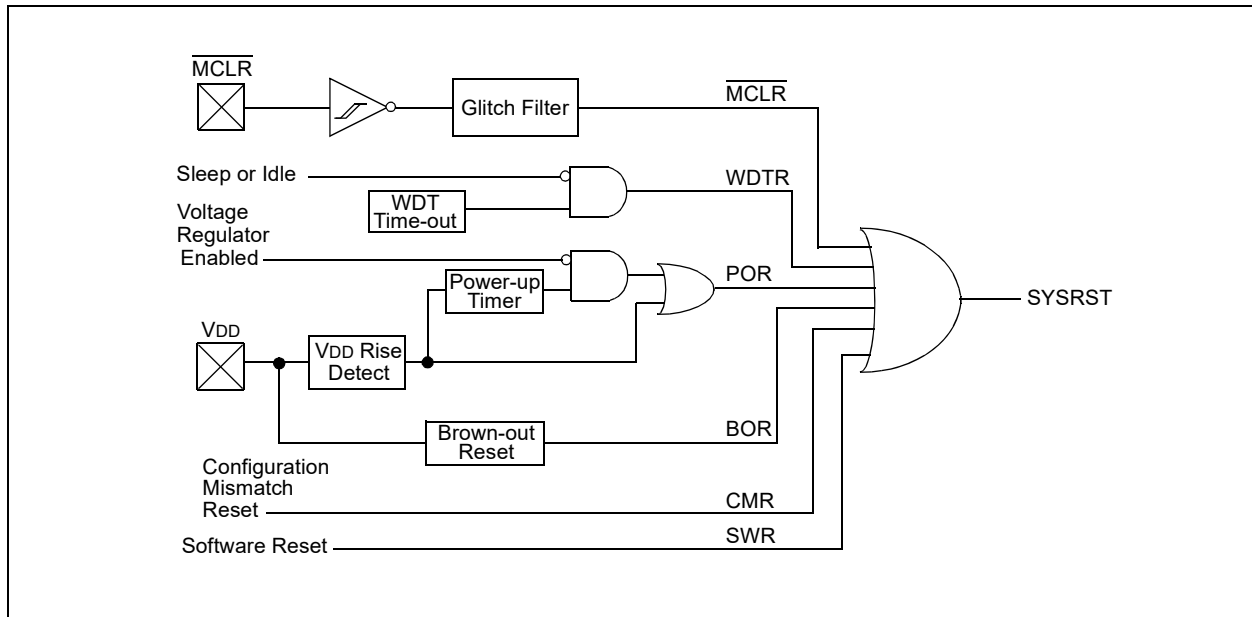 MCLR
Glitch Filter
MCLR
Sleep or Idle
WDT
Time-out
WDTR
Voltage
Regulator
Enabled
Power-up
Timer
POR
SYSRST
VDD
VDD Rise
Detect
Brown-out
Reset
BOR
Configuration
Mismatch
Reset
CMR
Software Reset
SWR